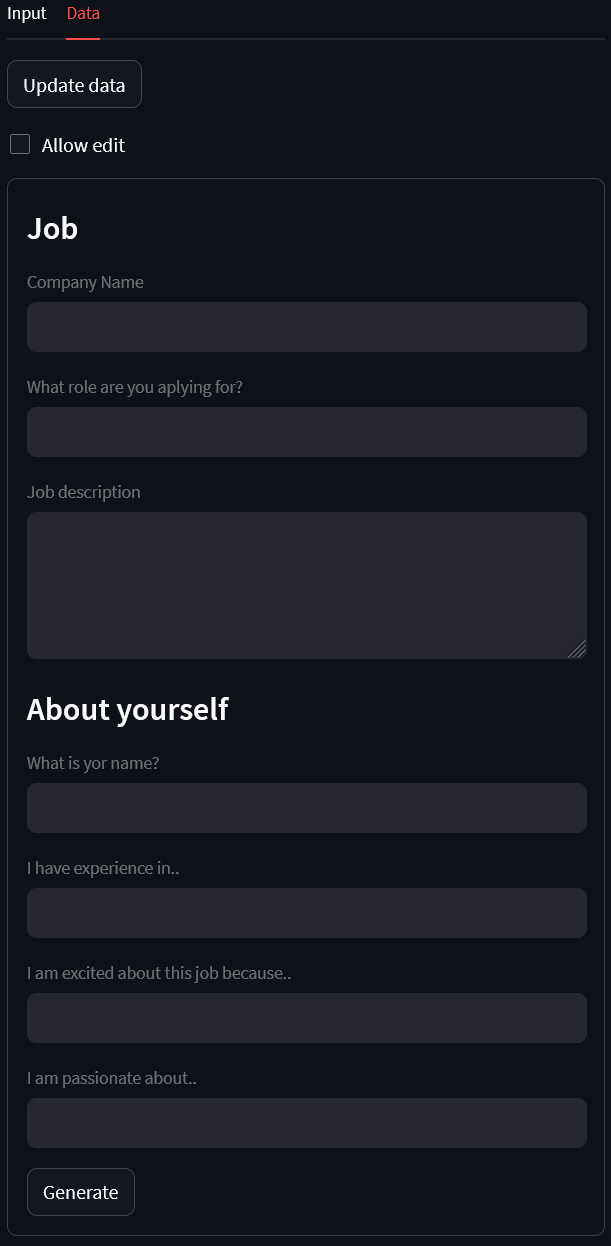 Input Data
Update data
Allow edit
Job
Company Name
What role are you aplying for?
Job description
About yourself
What is yor name?
I have experience in..
I am excited about this job because..
I am passionate about..
Generate